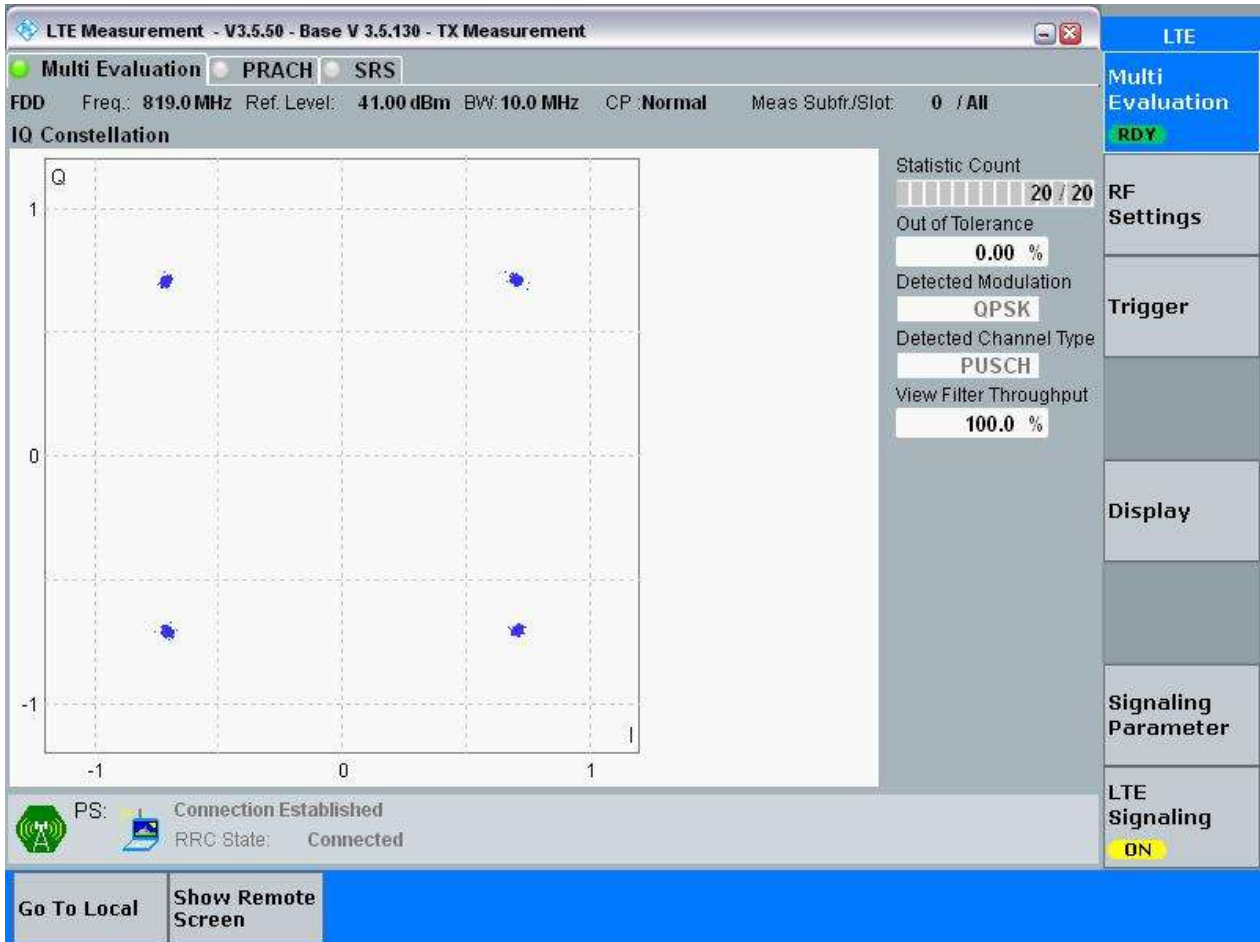 LTE Measurement - V3.5.50 - Base V 3.5.130 - TX Measurement
Multi Evaluation PRACH SRS
FDD Freq.: 819.0 MHz Ref. Level: 41.00 dBm BW: 10.0 MHz CP :Normal Meas Subfr./Slot: 0 / All
IQ Constellation
Q
1
0
-1
-1 0 1
I
Statistic Count
20 / 20
Out of Tolerance
0.00 %
Detected Modulation
QPSK
Detected Channel Type
PUSCH
View Filter Throughput
100.0 %
PS: Connection Established
RRC State: Connected
LTE
Multi
Evaluation
RDY
RF
Settings
Trigger
Display
Signaling
Parameter
LTE
Signaling
ON
Go To Local
Show Remote
Screen